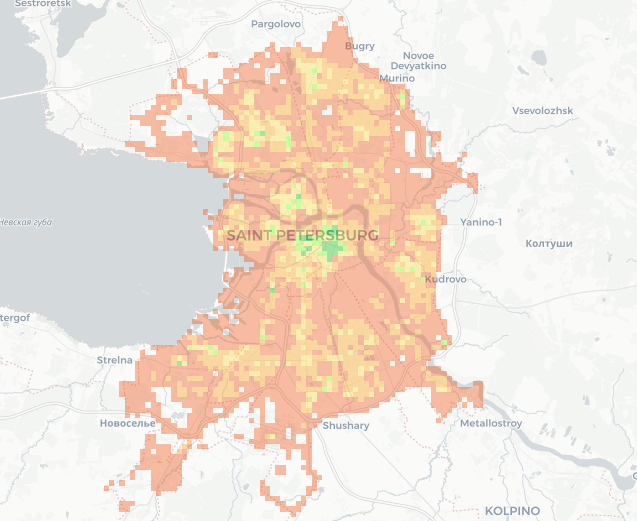 Sestroretsk
Pargolovo
Bugry
Novoe
Devyatkino
Murino
Vsevolozhsk
Невская губа
Yanino-1
SAINT PETERSBURG
Колтуши
Kudrovo
tergof
Strelna
Новоселье
Shushary
Metallostroy
KOLPINO